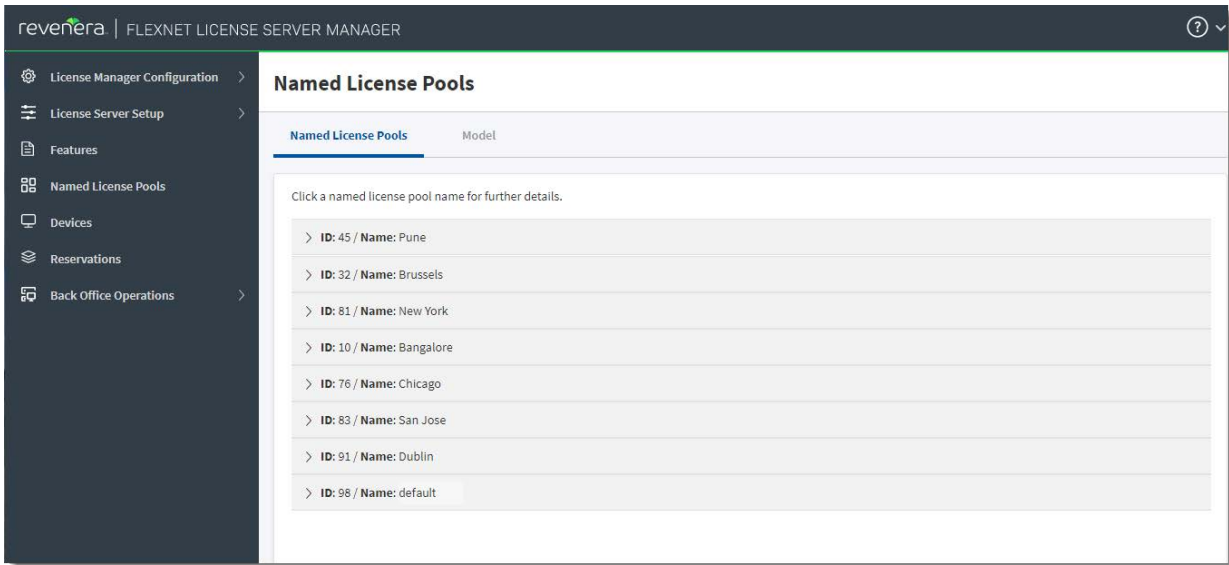 revenera. | FLEXNET LICENSE SERVER MANAGER
License Manager Configuration
License Server Setup
Features
Named License Pools
Devices
Reservations
Back Office Operations
Named License Pools
Named License Pools Model
Click a named license pool name for further details.
ID: 45 / Name: Pune
ID: 32 / Name: Brussels
ID: 81 / Name: New York
ID: 10 / Name: Bangalore
ID: 76 / Name: Chicago
ID: 83 / Name: San Jose
ID: 91 / Name: Dublin
ID: 98 / Name: default